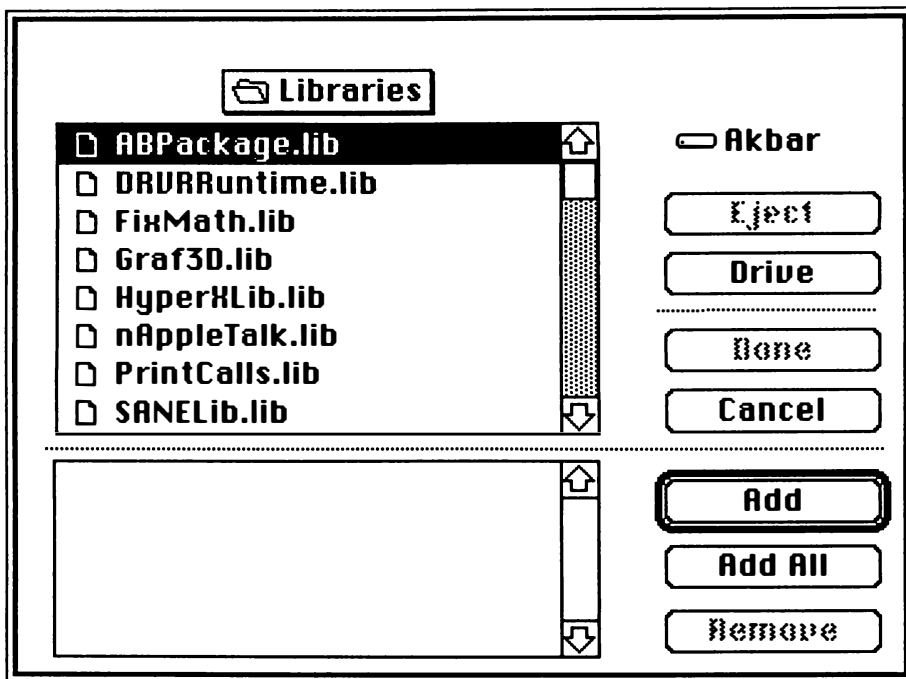 Libraries
ABPackage.lib
DRVRRuntime.lib
FixMath.lib
Graf3D.lib
HyperXLib.lib
nAppleTalk.lib
PrintCalls.lib
SANELib.lib
Akbar
Eject
Drive
Done
Cancel
Add
Add All
Remove